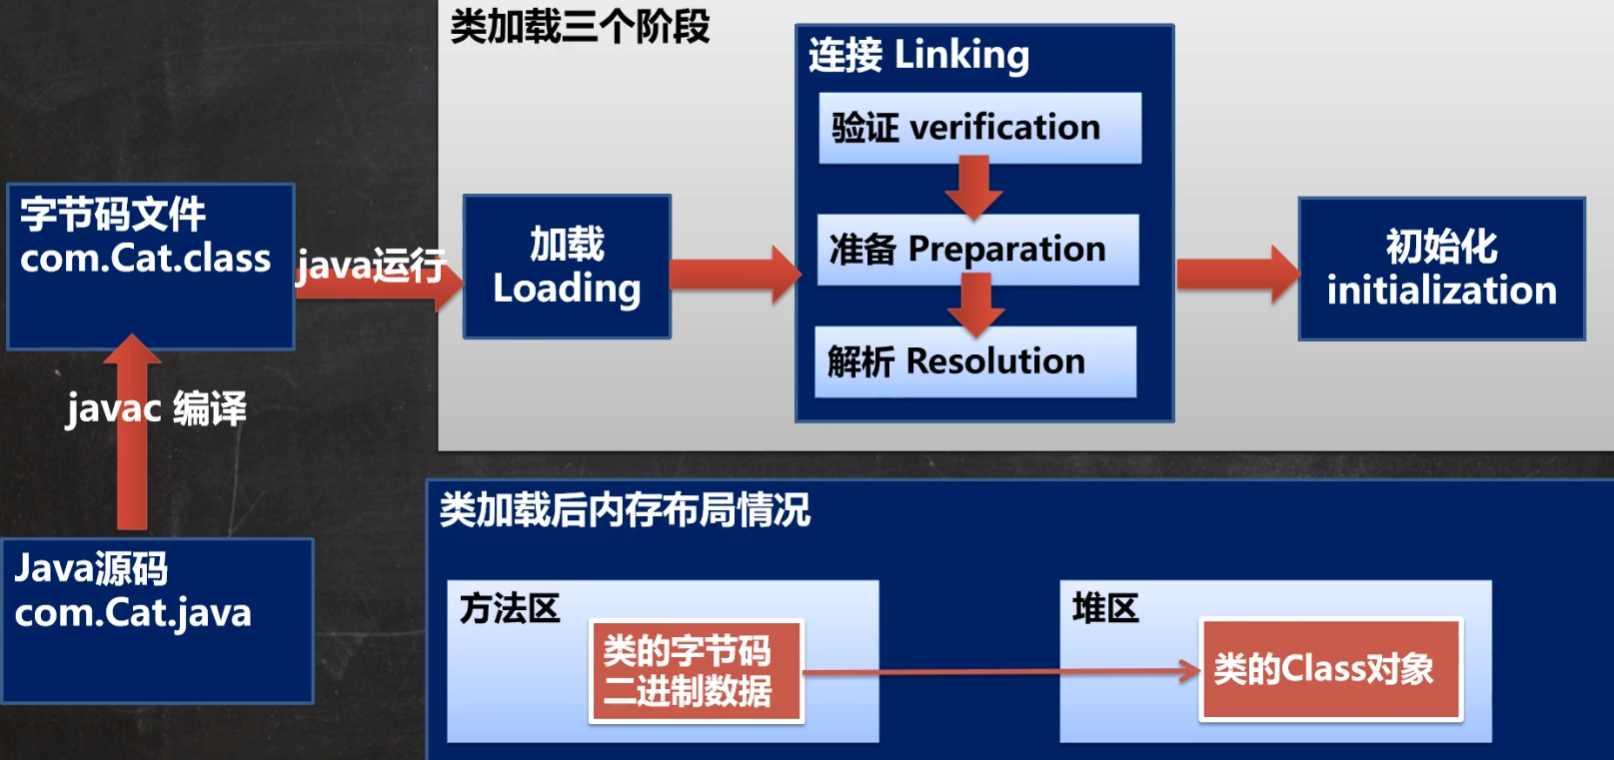 类加载三个阶段
连接 Linking
验证 verification
准备 Preparation
解析 Resolution
字节码文件
com.Cat.class
java运行
加载
Loading
初始化
initialization
javac 编译
Java源码
com.Cat.java
类加载后内存布局情况
方法区
类的字节码
二进制数据
堆区
类的Class对象